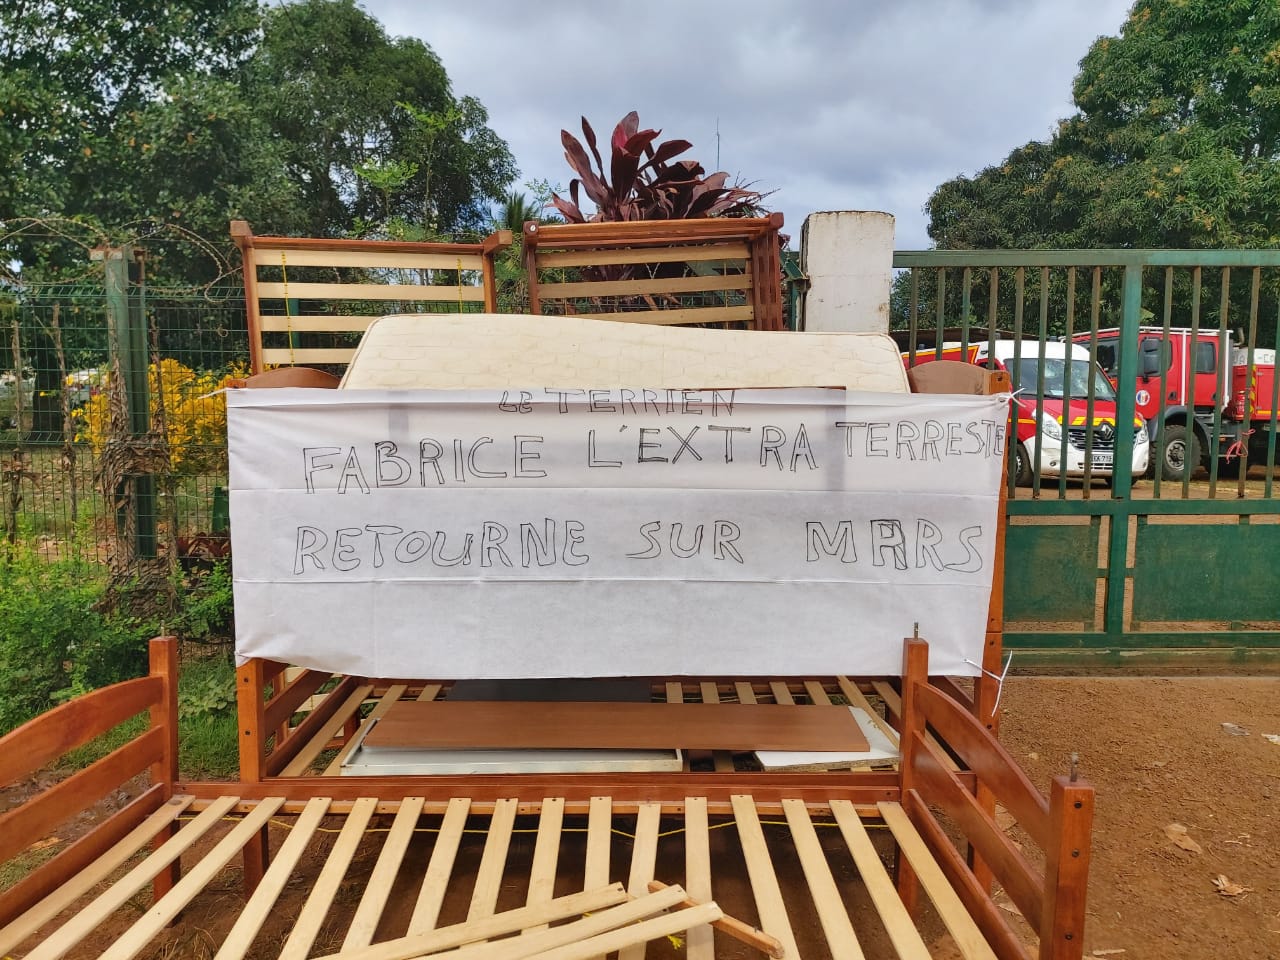 LE TERRIEN
FABRICE L'EXTRA TERRESTE
RETOURNE SUR MARS